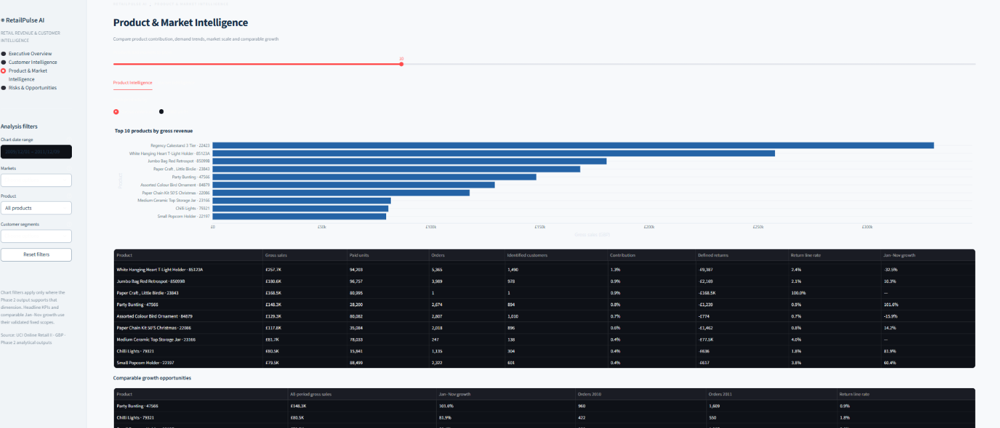 RetailPulse AI
RETAIL REVENUE & CUSTOMER
INTELLIGENCE
Executive Overview
Customer Intelligence
Product & Market
Intelligence
Risks & Opportunities
Analysis filters
Chart date range
2009/12/01 – 2011/12/09
Markets
Product
All products
Customer segments
Reset filters
Chart filters apply only where the
Phase 2 output supports that
dimension. Headline KPIs and
comparable Jan–Nov growth use
their validated fixed scopes.
Source: UCI Online Retail II · GBP ·
Phase 2 analytical outputs
Product & Market Intelligence
Compare product contribution, demand trends, market scale and comparable growth
10
Product Intelligence
Top 10 products by gross revenue
Product
Regency Cakestand 3 Tier · 22423
White Hanging Heart T-Light Holder · 85123A
Jumbo Bag Red Retrospot · 85099B
Paper Craft , Little Birdie · 23843
Party Bunting · 47566
Assorted Colour Bird Ornament · 84879
Paper Chain Kit 50'S Christmas · 22086
Medium Ceramic Top Storage Jar · 23166
Chilli Lights · 79321
Small Popcorn Holder · 22197
£0 £50k £100k £150k £200k £250k £300k
Gross sales (GBP)
Product Gross sales Paid units Orders Identified customers Contribution Defined returns Return line rate Jan–Nov growth
White Hanging Heart T-Light Holder · 85123A £257.7K 94,203 5,365 1,490 1.3% -£9,387 2.4% -32.5%
Jumbo Bag Red Retrospot · 85099B £180.6K 96,757 3,989 978 0.9% -£2,169 2.1% 10.3%
Paper Craft , Little Birdie · 23843 £168.5K 80,995 1 1 0.9% -£168.5K 100.0% —
Party Bunting · 47566 £148.3K 28,200 2,674 894 0.8% -£1,239 0.9% 101.6%
Assorted Colour Bird Ornament · 84879 £129.3K 80,082 2,807 1,010 0.7% -£774 0.7% -15.9%
Paper Chain Kit 50'S Christmas · 22086 £117.8K 35,084 2,018 896 0.6% -£1,462 0.8% 14.2%
Medium Ceramic Top Storage Jar · 23166 £81.7K 78,033 247 138 0.4% -£77.5K 4.0% —
Chilli Lights · 79321 £80.5K 15,841 1,135 304 0.4% -£636 1.8% 81.9%
Small Popcorn Holder · 22197 £79.5K 88,499 2,322 601 0.4% -£617 3.8% 60.4%
Comparable growth opportunities
Product All-period gross sales Jan–Nov growth Orders 2010 Orders 2011 Return line rate
Party Bunting · 47566 £148.3K 101.6% 960 1,609 0.9%
Chilli Lights · 79321 £80.5K 81.9% 422 550 1.8%